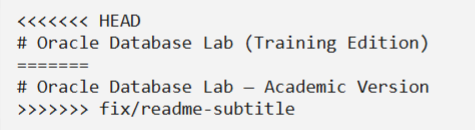 <<<<<<< HEAD
# Oracle Database Lab (Training Edition)
=======
# Oracle Database Lab – Academic Version
>>>>>>> fix/readme-subtitle